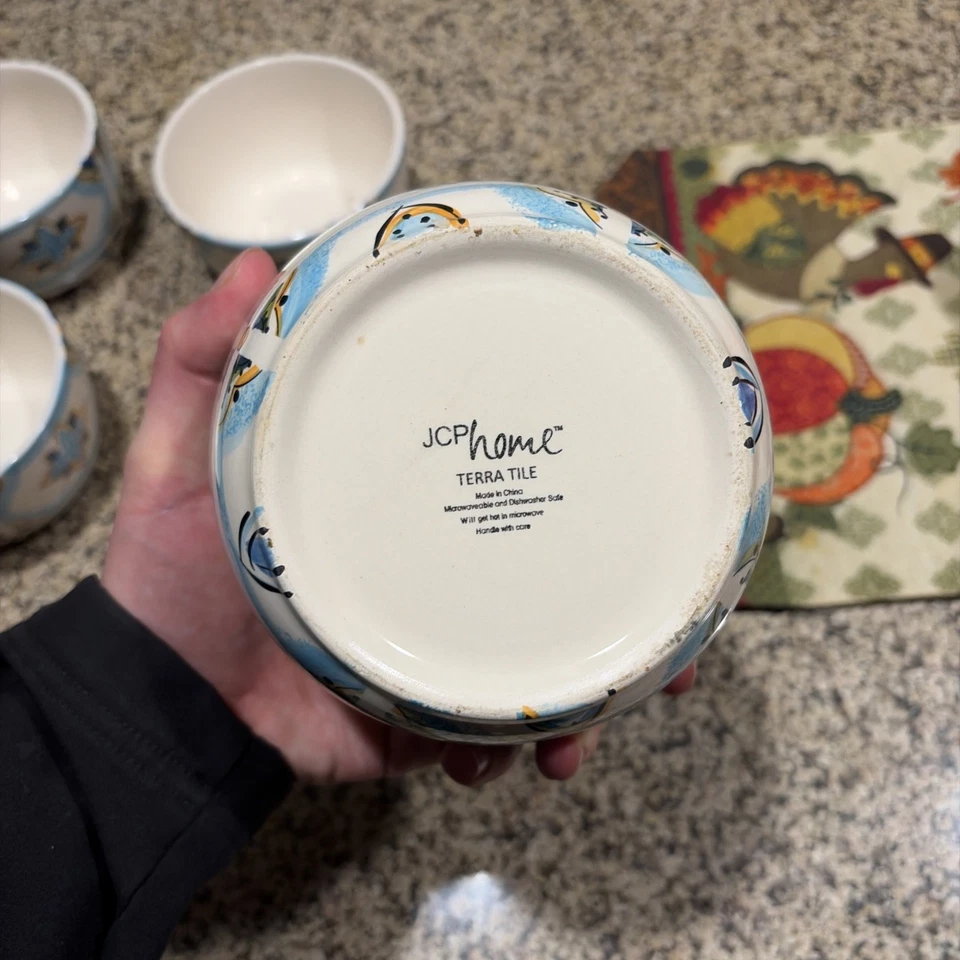 JCPhome™
TERRA TILE
Made in China
Microwaveable and Dishwasher Safe
Will get hot in microwave
Handle with care